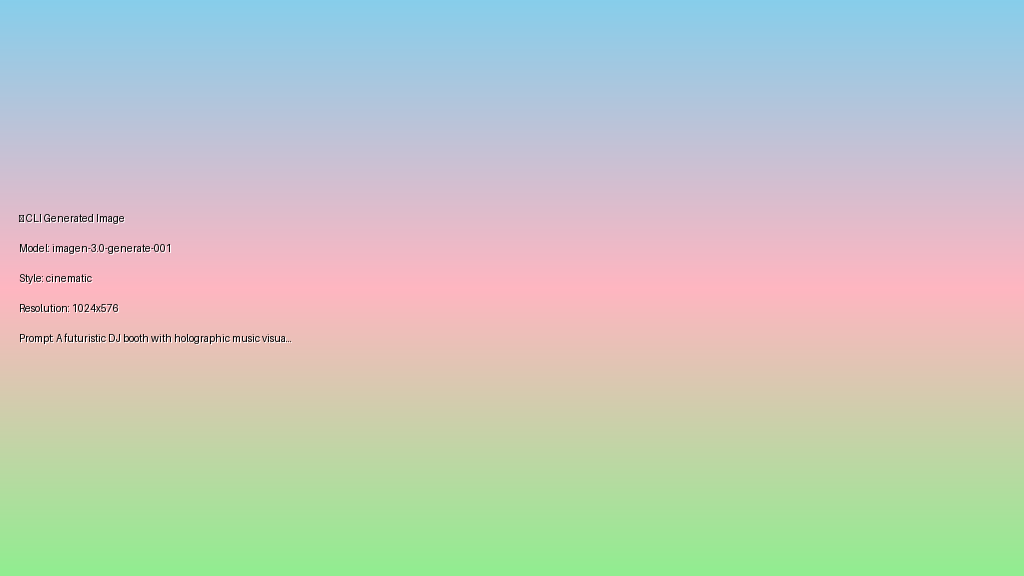 CLI Generated Image
Model: imagen-3.0-generate-001
Style: cinematic
Resolution: 1024x576
Prompt: A futuristic DJ booth with holographic music visua...